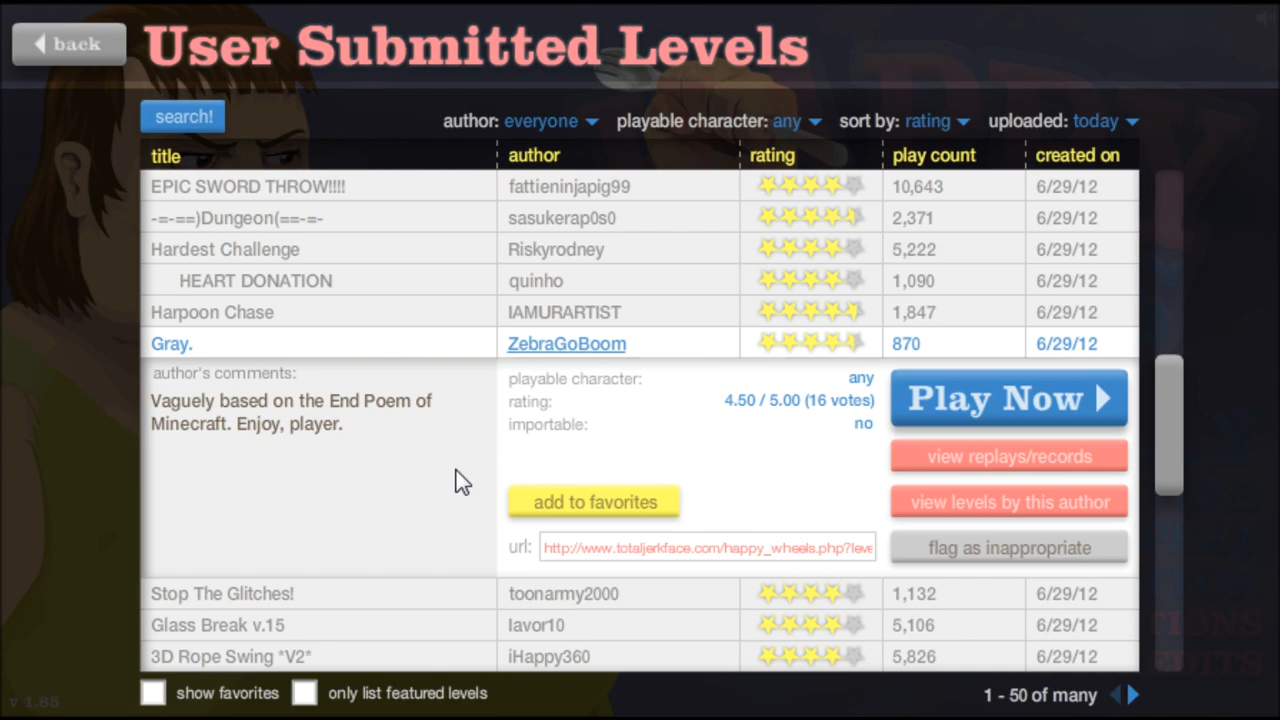 back
User Submitted Levels
search!
author: everyone playable character: any sort by: rating uploaded: today
title author rating play count created on
EPIC SWORD THROW!!!! fattieninjapig99 10,643 6/29/12
-=-==)Dungeon(==-=- sasukerap0s0 2,371 6/29/12
Hardest Challenge Riskyrodney 5,222 6/29/12
HEART DONATION quinho 1,090 6/29/12
Harpoon Chase IAMURARTIST 1,847 6/29/12
Gray. ZebraGoBoom 870 6/29/12
author's comments:
Vaguely based on the End Poem of
Minecraft. Enjoy, player.
playable character: any
rating: 4.50 / 5.00 (16 votes)
importable: no
add to favorites
url: http://www.totaljerkface.com/happy_wheels.php?leve
Play Now
view replays/records
view levels by this author
flag as inappropriate
Stop The Glitches! toonarmy2000 1,132 6/29/12
Glass Break v.15 lavor10 5,106 6/29/12
3D Rope Swing *V2* iHappy360 5,826 6/29/12
show favorites only list featured levels 1 - 50 of many
v 1.65